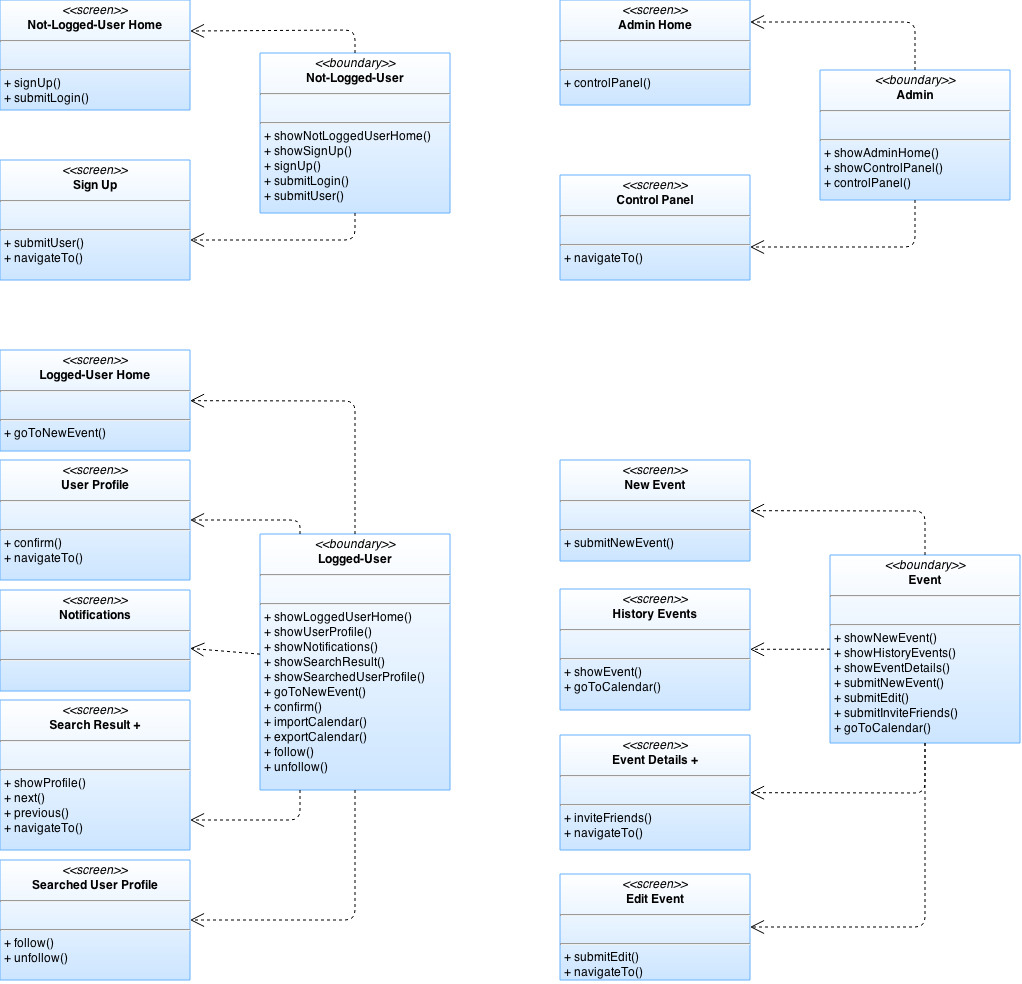 <<screen>>
Not-Logged-User Home
+ signUp()
+ submitLogin()
<<boundary>>
Not-Logged-User
+ showNotLoggedUserHome()
+ showSignUp()
+ signUp()
+ submitLogin()
+ submitUser()
<<screen>>
Sign Up
+ submitUser()
+ navigateTo()
<<screen>>
Admin Home
+ controlPanel()
<<boundary>>
Admin
+ showAdminHome()
+ showControlPanel()
+ controlPanel()
<<screen>>
Control Panel
+ navigateTo()
<<screen>>
Logged-User Home
+ goToNewEvent()
<<screen>>
User Profile
+ confirm()
+ navigateTo()
<<screen>>
Notifications
<<screen>>
Search Result +
+ showProfile()
+ next()
+ previous()
+ navigateTo()
<<screen>>
Searched User Profile
+ follow()
+ unfollow()
<<boundary>>
Logged-User
+ showLoggedUserHome()
+ showUserProfile()
+ showNotifications()
+ showSearchResult()
+ showSearchedUserProfile()
+ goToNewEvent()
+ confirm()
+ importCalendar()
+ exportCalendar()
+ follow()
+ unfollow()
<<screen>>
New Event
+ submitNewEvent()
<<screen>>
History Events
+ showEvent()
+ goToCalendar()
<<screen>>
Event Details +
+ inviteFriends()
+ navigateTo()
<<screen>>
Edit Event
+ submitEdit()
+ navigateTo()
<<boundary>>
Event
+ showNewEvent()
+ showHistoryEvents()
+ showEventDetails()
+ submitNewEvent()
+ submitEdit()
+ submitInviteFriends()
+ goToCalendar()